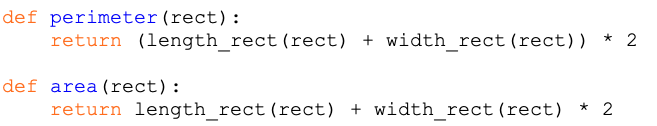 def perimeter(rect):
    return (length_rect(rect) + width_rect(rect)) * 2
def area(rect):
    return length_rect(rect) + width_rect(rect) * 2